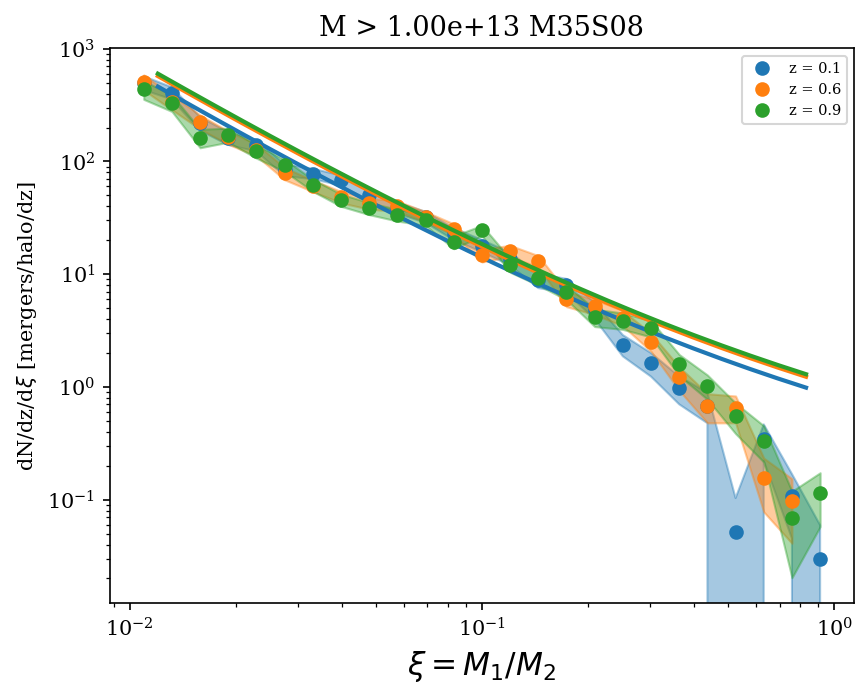 M > 1.00e+13 M35S08
z = 0.1
z = 0.6
z = 0.9
dN/dz/dξ [mergers/halo/dz]
10³
10²
10¹
10⁰
10⁻¹
10⁻² 10⁻¹ 10⁰
ξ = M₁/M₂